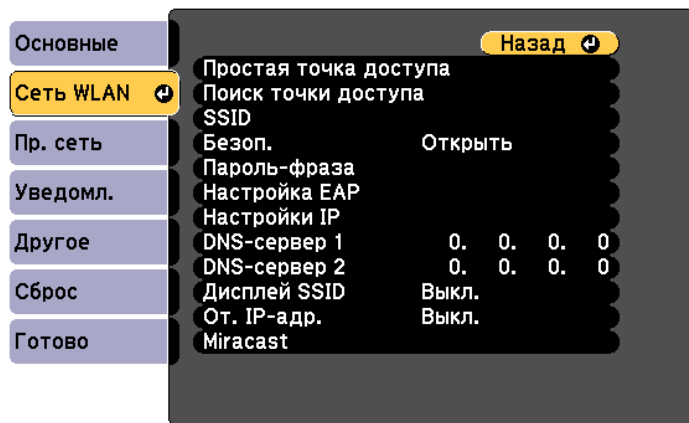 Основные
Сеть WLAN
Пр. сеть
Уведомл.
Другое
Сброс
Готово
Назад
Простая точка доступа
Поиск точки доступа
SSID
Безоп. Открыть
Пароль-фраза
Настройка EAP
Настройки IP
DNS-сервер 1 0. 0. 0. 0
DNS-сервер 2 0. 0. 0. 0
Дисплей SSID Выкл.
От. IP-адр. Выкл.
Miracast